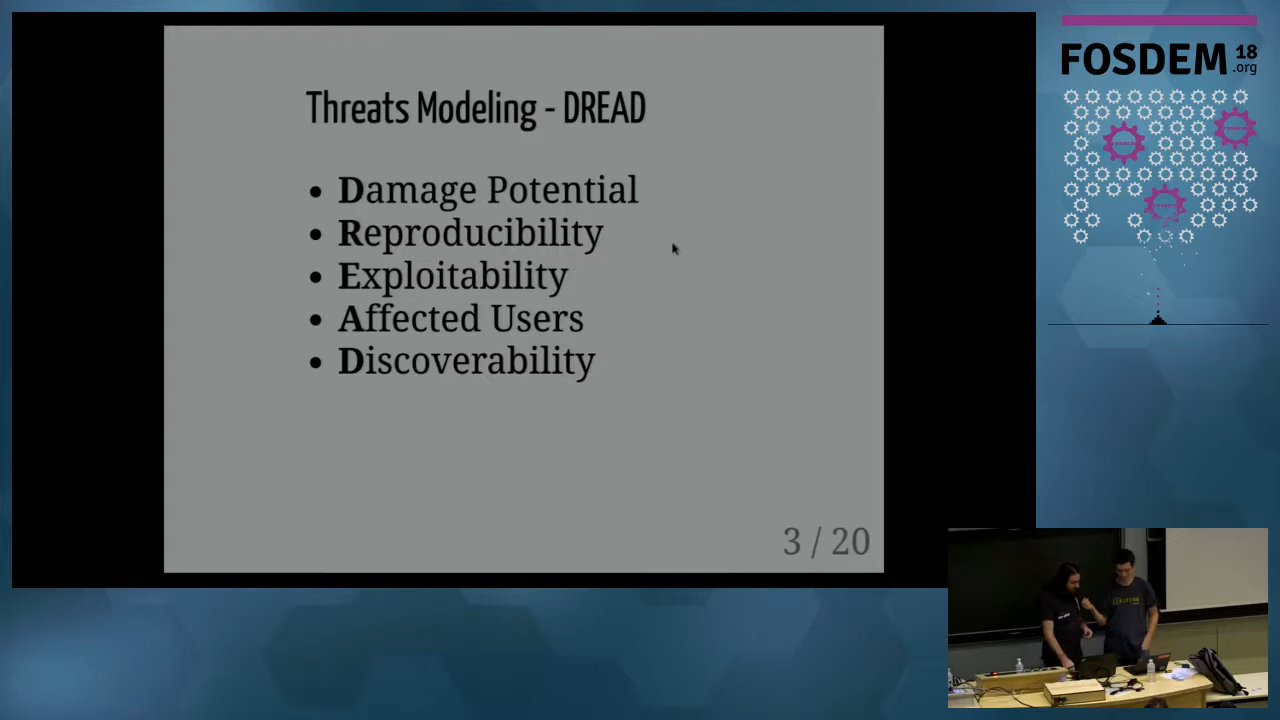 Threats Modeling - DREAD
• Damage Potential
• Reproducibility
• Exploitability
• Affected Users
• Discoverability
3 / 20
FOSDEM 18
.org